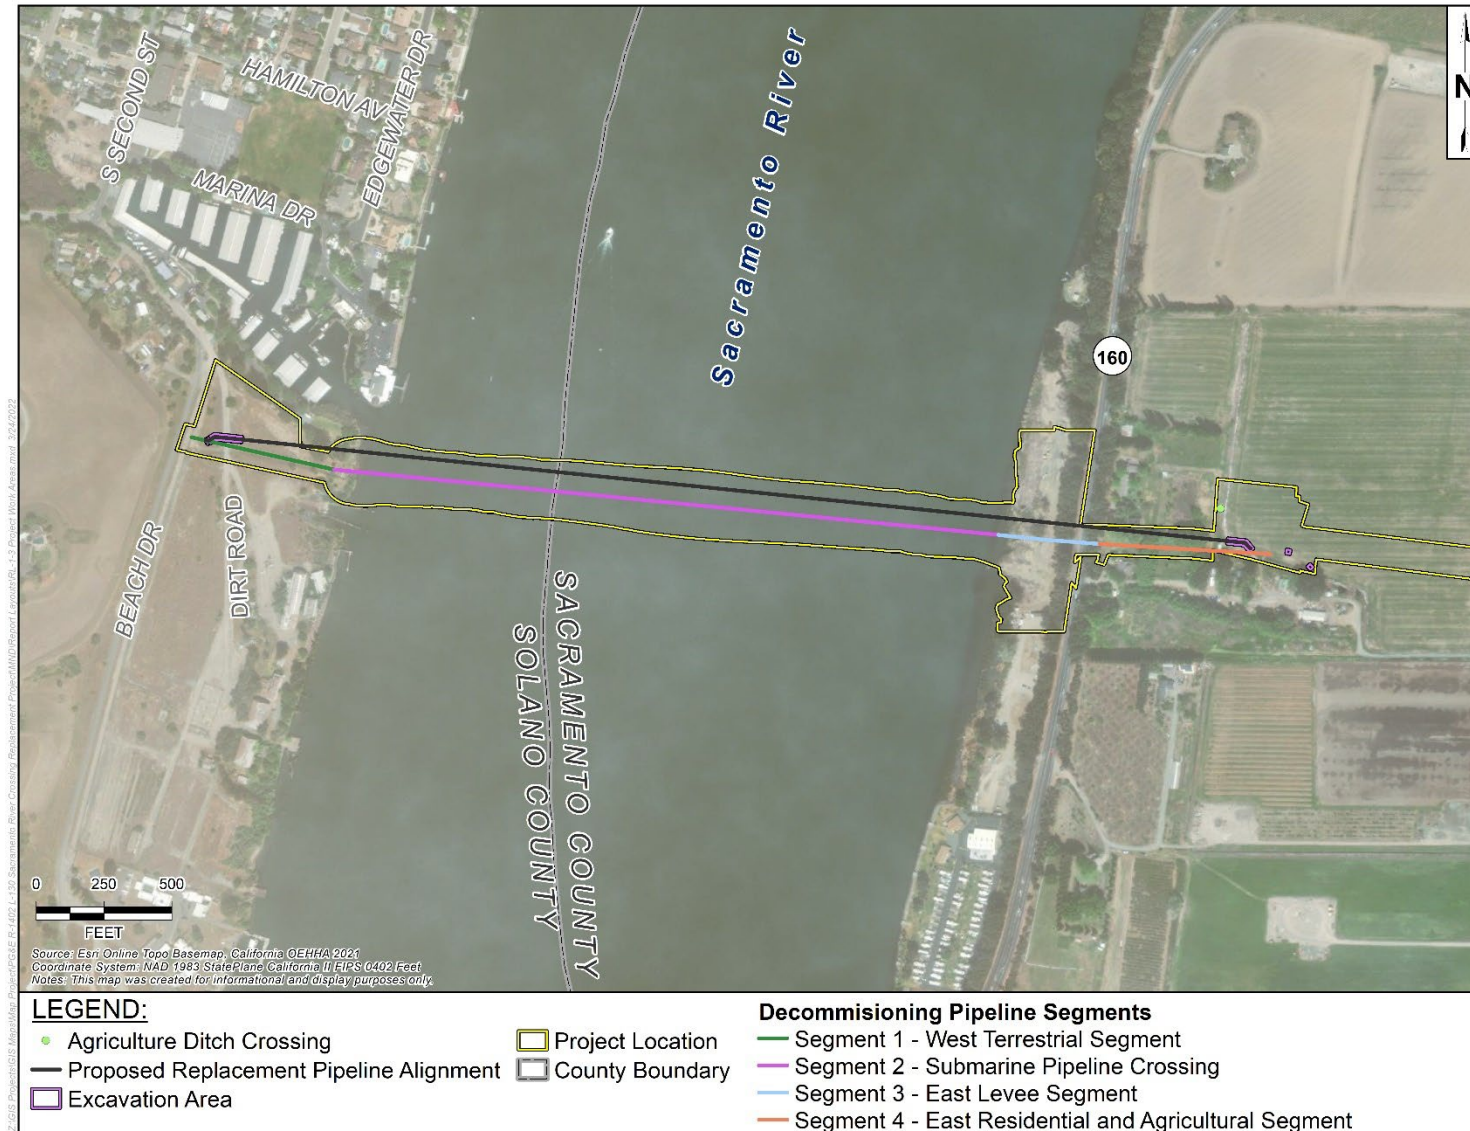 S SECOND ST
HAMILTON AV
EDGEWATER DR
MARINA DR
Sacramento River
N
160
BEACH DR
DIRT ROAD
SACRAMENTO COUNTY
SOLANO COUNTY
0 250 500
FEET
Source: Esri Online Topo Basemap, California OEHHA 2021
Coordinate System: NAD 1983 StatePlane California II FIPS 0402 Feet
Notes: This map was created for informational and display purposes only.
LEGEND:
Agriculture Ditch Crossing
Proposed Replacement Pipeline Alignment
Excavation Area
Project Location
County Boundary
Decommisioning Pipeline Segments
Segment 1 - West Terrestrial Segment
Segment 2 - Submarine Pipeline Crossing
Segment 3 - East Levee Segment
Segment 4 - East Residential and Agricultural Segment